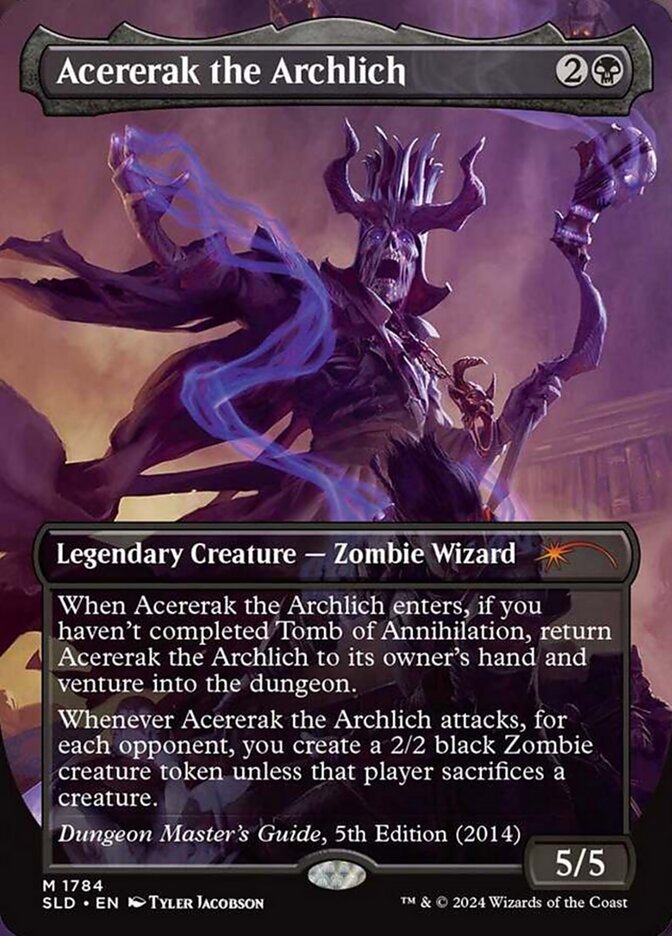 Acererak the Archlich 2
Legendary Creature — Zombie Wizard
When Acererak the Archlich enters, if you
haven't completed Tomb of Annihilation, return
Acererak the Archlich to its owner's hand and
venture into the dungeon.
Whenever Acererak the Archlich attacks, for
each opponent, you create a 2/2 black Zombie
creature token unless that player sacrifices a
creature.
Dungeon Master's Guide, 5th Edition (2014)
5/5
M 1784
SLD • EN Tyler Jacobson
™ & © 2024 Wizards of the Coast